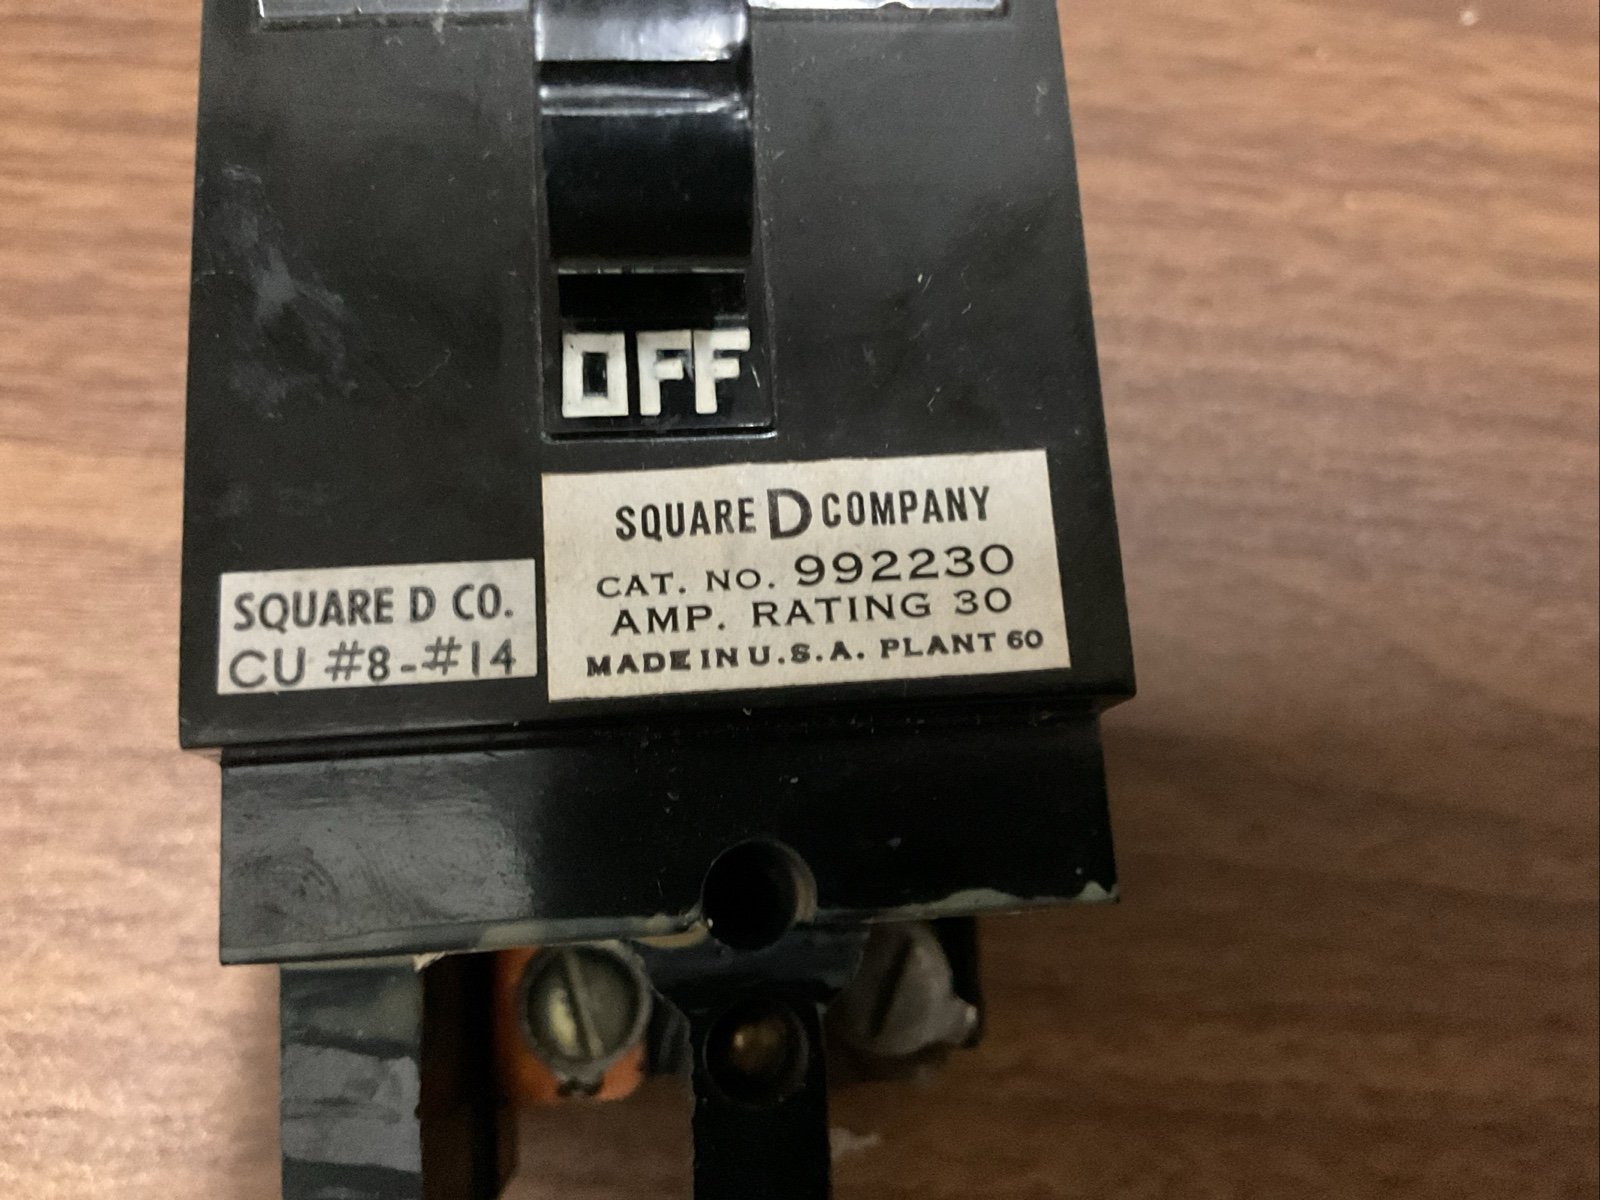 OFF
SQUARE D COMPANY
CAT. NO. 992230
AMP. RATING 30
MADE IN U.S.A. PLANT 60
SQUARE D CO.
CU #8-#14